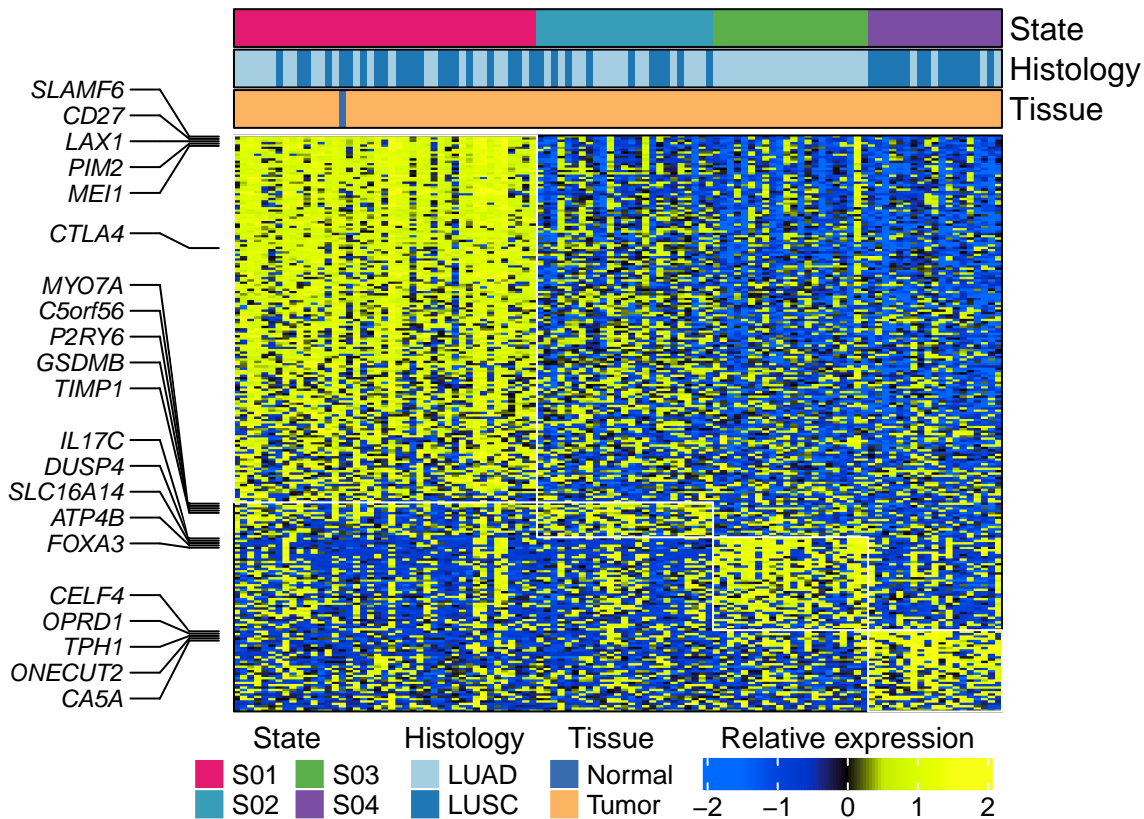 State
Histology
Tissue
SLAMF6
CD27
LAX1
PIM2
MEI1
CTLA4
MYO7A
C5orf56
P2RY6
GSDMB
TIMP1
IL17C
DUSP4
SLC16A14
ATP4B
FOXA3
CELF4
OPRD1
TPH1
ONECUT2
CA5A
State Histology Tissue Relative expression
S01 S03 LUAD Normal
S02 S04 LUSC Tumor
−2 −1 0 1 2